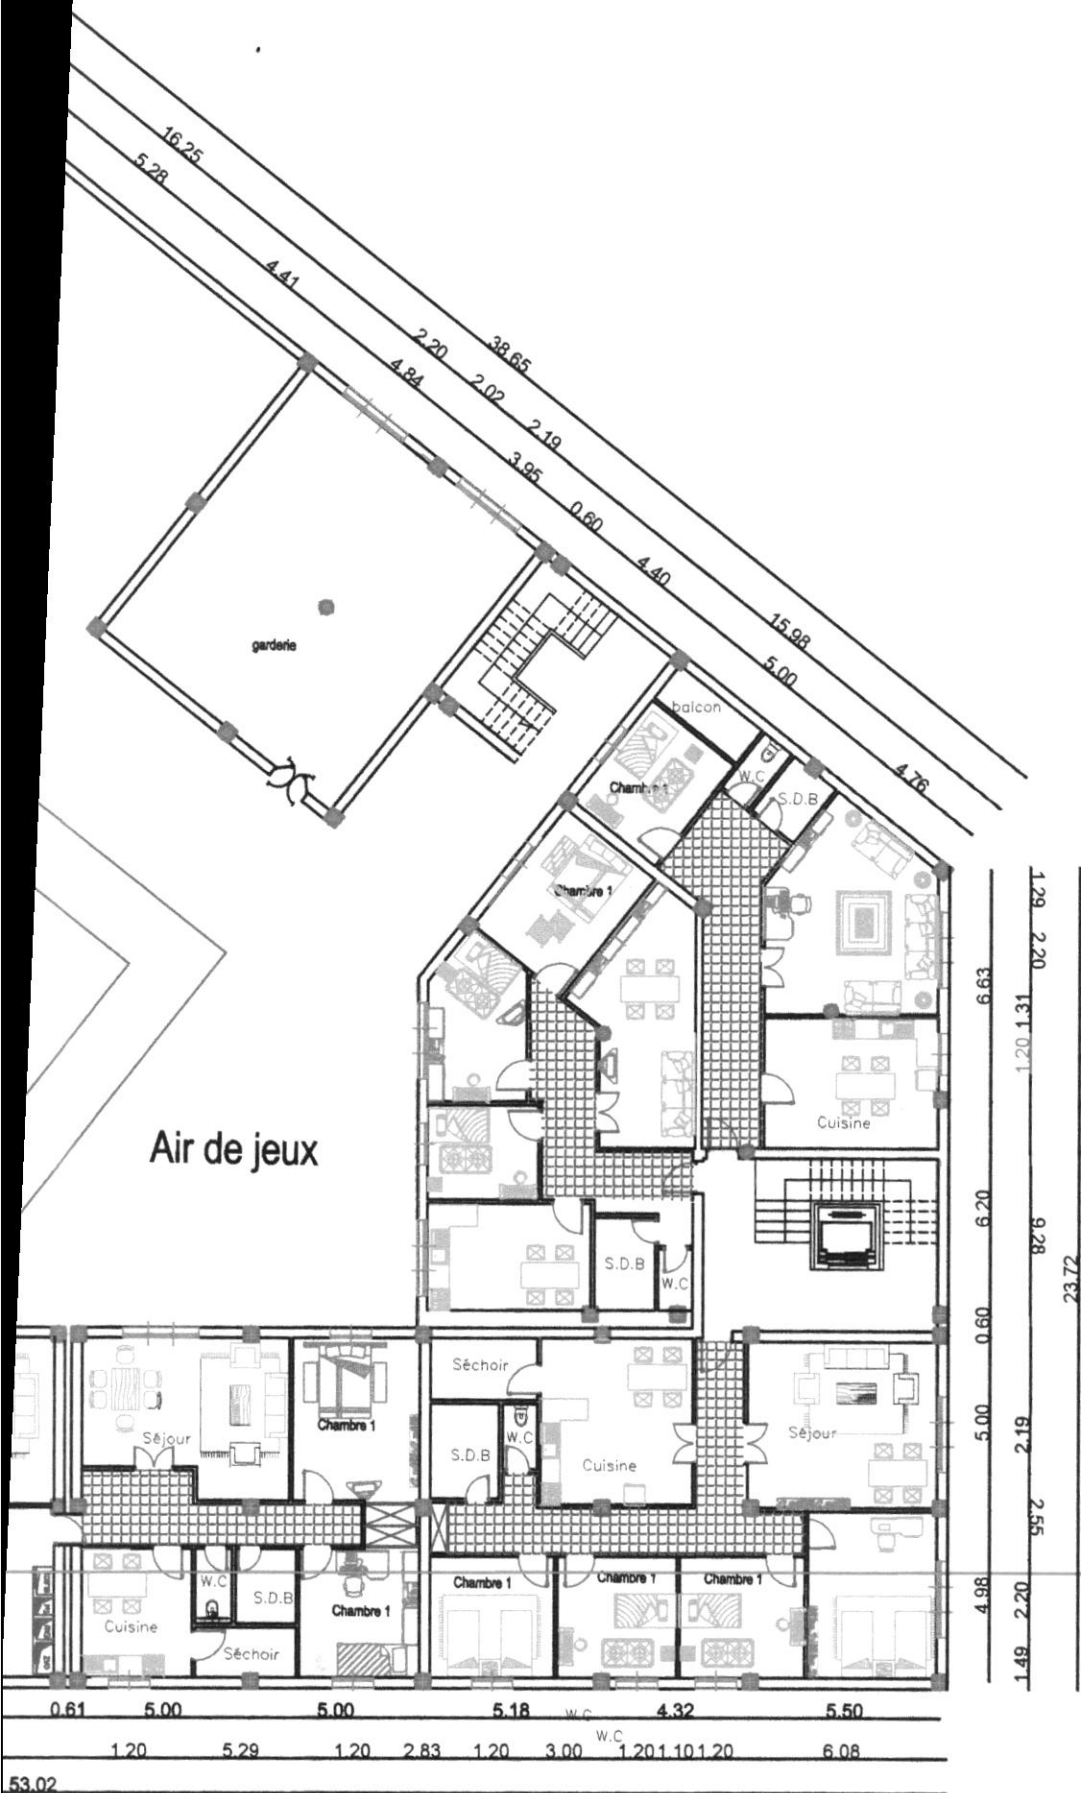 16.25
5.28
4.41
2.20
38.65
4.84
2.02
2.19
3.95
0.60
4.40
15.98
5.00
4.76
garderie
balcon
Chambre 1
W.C
S.D.B
Chambre 1
1.29
2.20
6.63
1.31
1.20
Cuisine
Air de jeux
6.20
9.28
23.72
S.D.B
W.C
0.60
Séchoir
Chambre 1
Séjour
S.D.B
W.C
Cuisine
Séjour
5.00
2.19
2.55
W.C
S.D.B
Cuisine
Séchoir
Chambre 1
Chambre 1
Chambre 1
Chambre 1
4.98
2.20
1.49
0.61 5.00 5.00 5.18 W.C 4.32 5.50
W.C
1.20 5.29 1.20 2.83 1.20 3.00 1.20 1.10 1.20 6.08
53.02